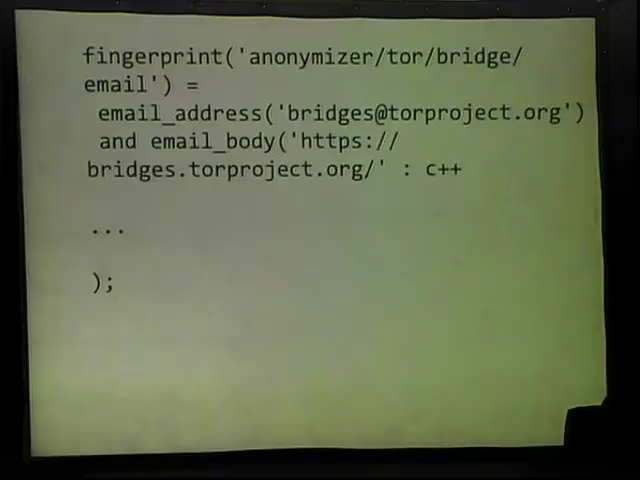 fingerprint('anonymizer/tor/bridge/
email') =
email_address('bridges@torproject.org')
and email_body('https://
bridges.torproject.org/' : c++
...
);